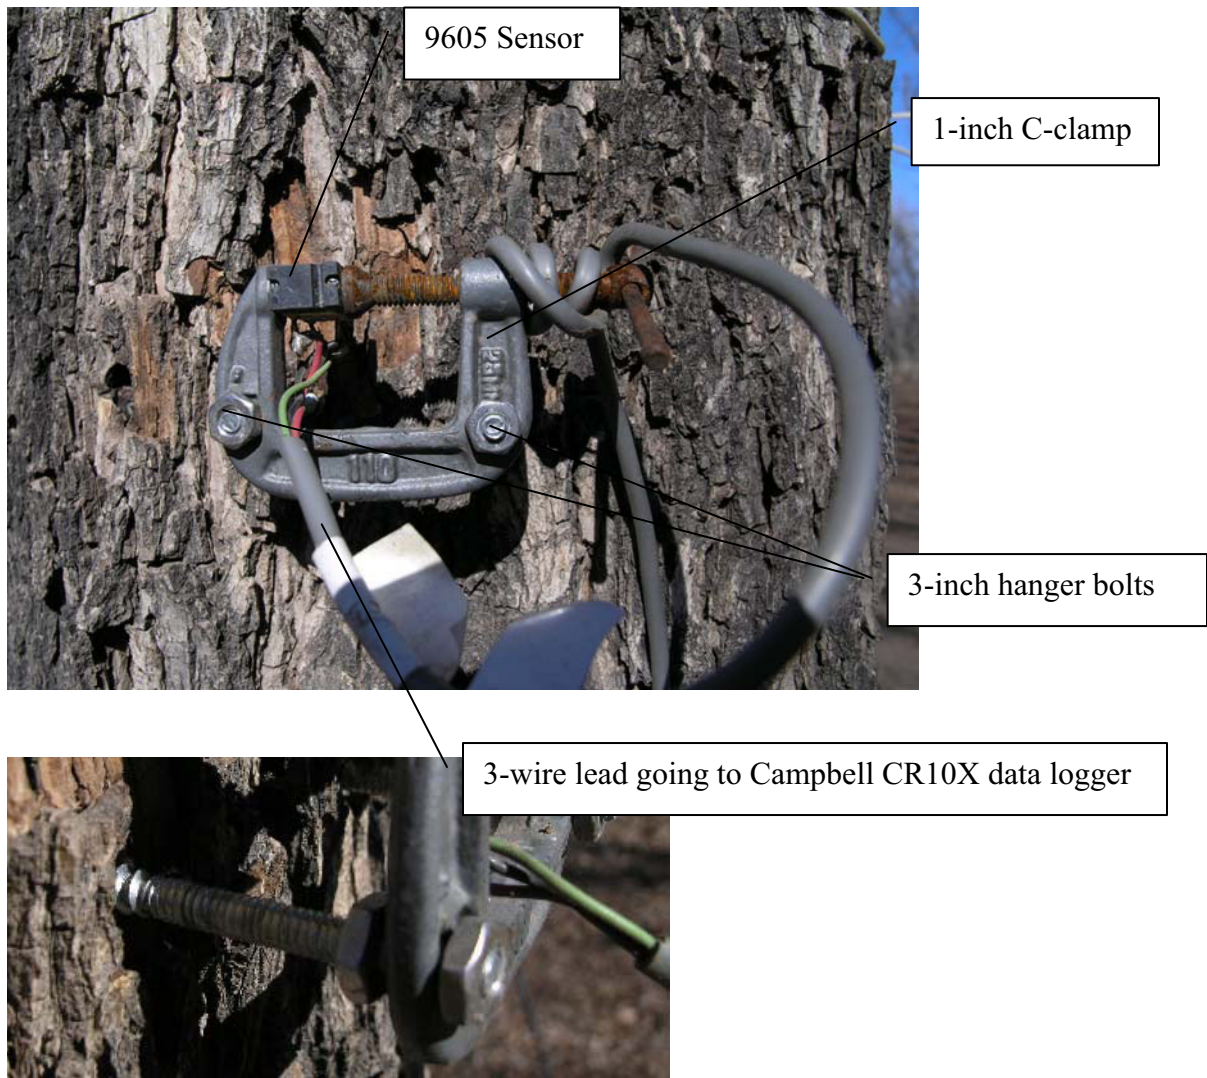 9605 Sensor
1-inch C-clamp
25mm
110
3-inch hanger bolts
3-wire lead going to Campbell CR10X data logger